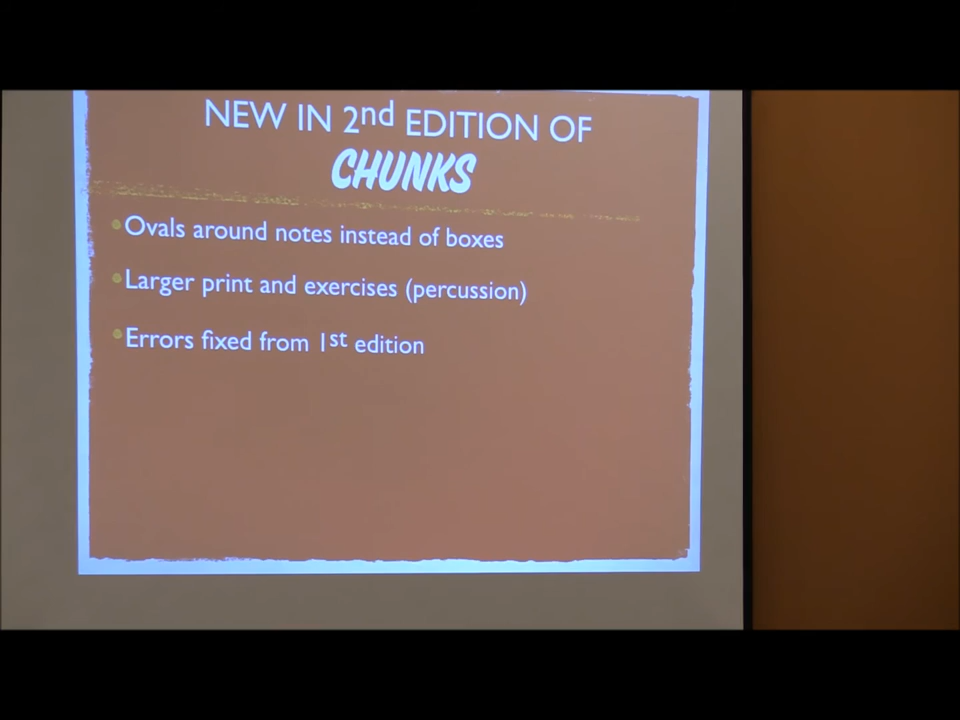 NEW IN 2nd EDITION OF
CHUNKS
Ovals around notes instead of boxes
Larger print and exercises (percussion)
Errors fixed from 1st edition